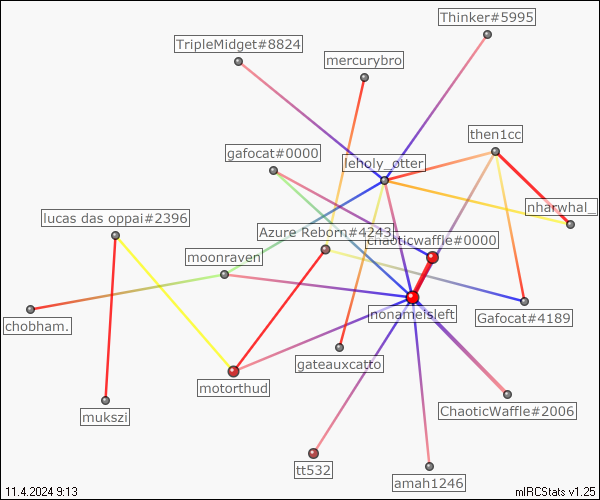 Thinker#5995
TripleMidget#8824
mercurybro
then1cc
gafocat#0000
leholy_otter
nharwhal_
lucas das oppai#2396
Azure Reborn#4243
chaoticwaffle#0000
moonraven
nonameisleft
Gafocat#4189
chobham.
gateauxcatto
motorthud
ChaoticWaffle#2006
mukszi
tt532
amah1246
11.4.2024 9:13
mIRCStats v1.25